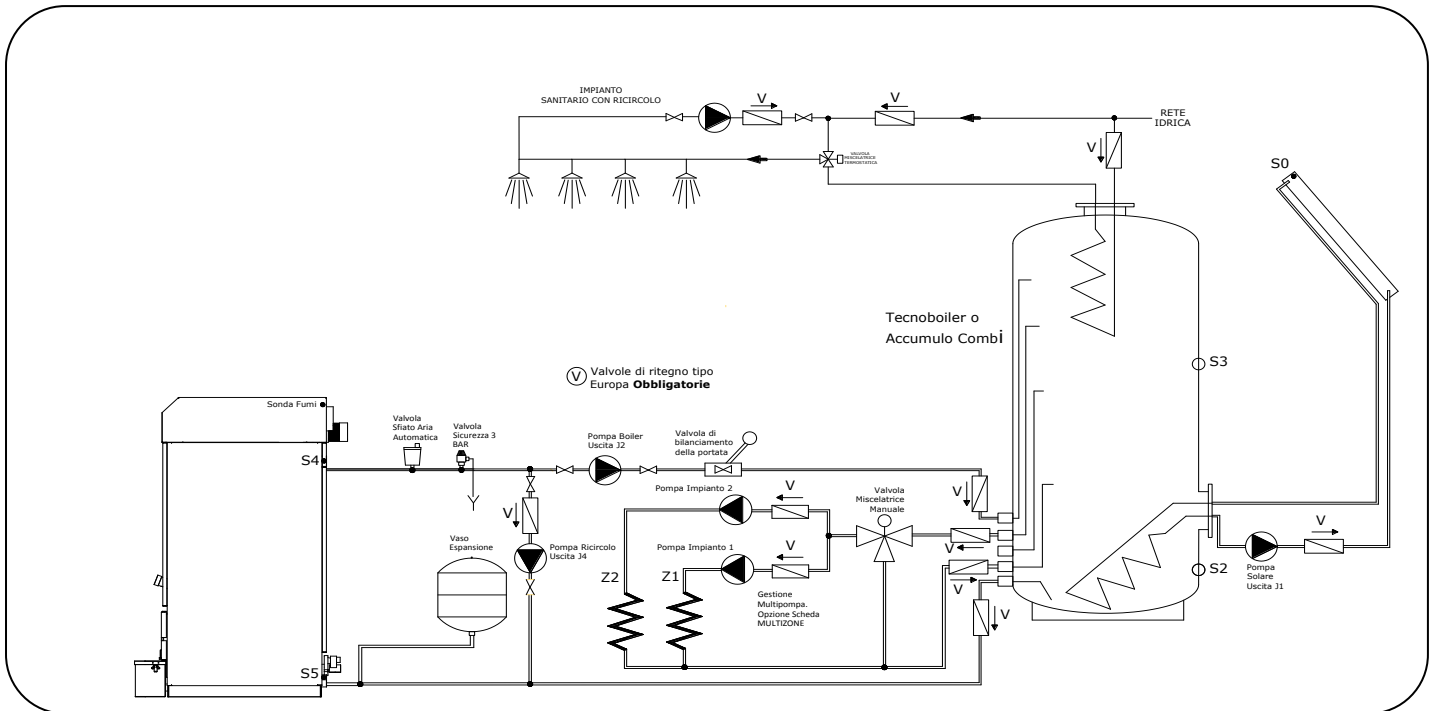 IMPIANTO
SANITARIO CON RICIRCOLO
V
V
RETE
IDRICA
V
VALVOLA
MISCELATRICE
TERMOSTATICA
S0
Tecnoboiler o
Accumulo Combi
S3
V Valvole di ritegno tipo
Europa Obbligatorie
Sonda Fumi
Valvola
Sfiato Aria
Automatica
Valvola
Sicurezza 3
BAR
S4
Pompa Boiler
Uscita J2
Valvola di
bilanciamento
della portata
V
Pompa Impianto 2
V
Valvola
Miscelatrice
Manuale
V
Vaso
Espansione
Pompa Ricircolo
Uscita J4
Pompa Impianto 1
V
V
V
Z2
Z1
Gestione
Multipompa.
Opzione Scheda
MULTIZONE
V
V
Pompa
Solare
Uscita J1
S2
S5